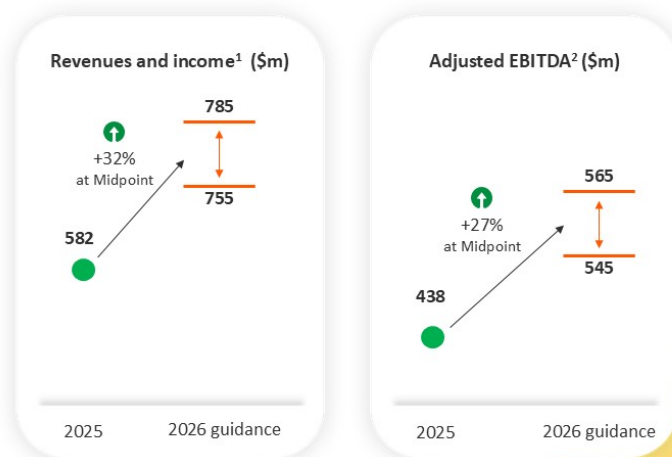 Revenues and income¹ ($m)
785
+32%
at Midpoint
755
582
2025
2026 guidance
Adjusted EBITDA² ($m)
565
+27%
at Midpoint
545
438
2025
2026 guidance